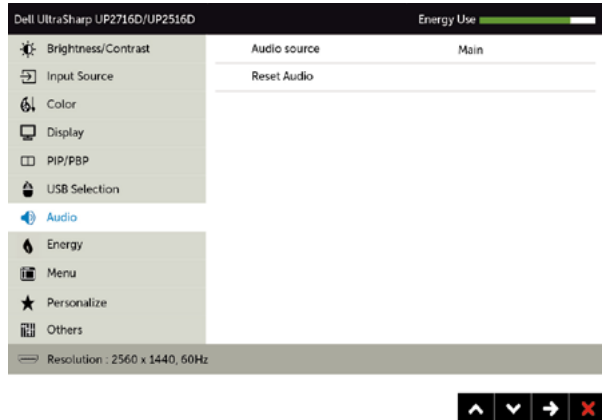 Dell UltraSharp UP2716D/UP2516D Energy Use
Brightness/Contrast Audio source Main
Input Source Reset Audio
Color
Display
PIP/PBP
USB Selection
Audio
Energy
Menu
Personalize
Others
Resolution : 2560 x 1440, 60Hz